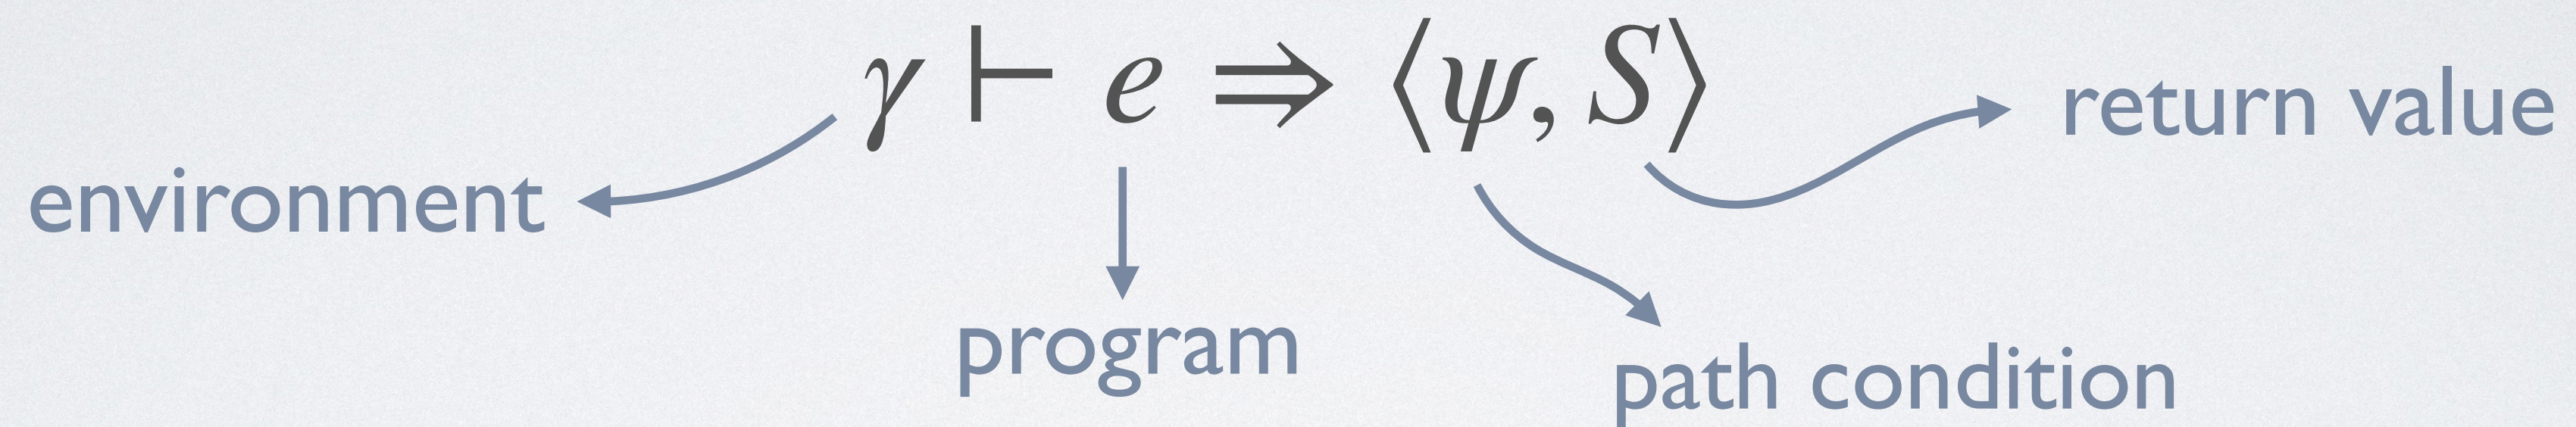 γ ⊢ e ⇒ ⟨ψ, S⟩
return value
environment
program
path condition